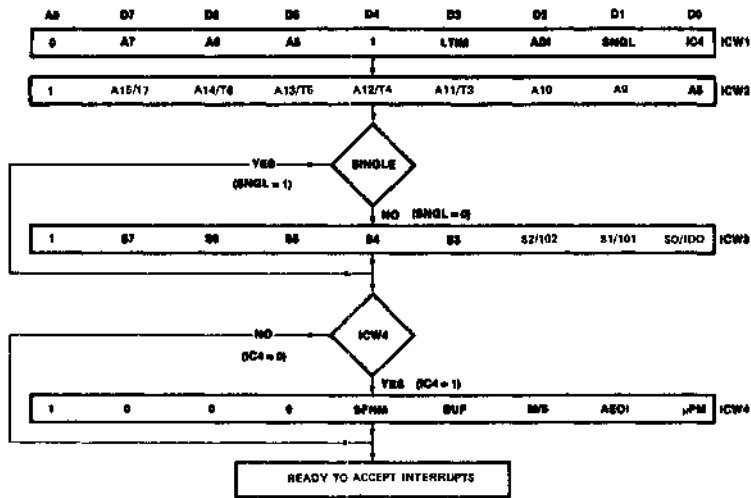 A0 D7 D6 D5 D4 D3 D2 D1 D0
0 A7 A6 A5 1 LTIM ADI SNGL IC4 ICW1
1 A15/T7 A14/T6 A13/T5 A12/T4 A11/T3 A10 A9 A8 ICW2
SINGLE
YES
(SNGL = 1)
NO (SNGL = 0)
1 S7 S6 S5 S4 S3 S2/ID2 S1/ID1 S0/ID0 ICW3
ICW4
NO
(IC4 = 0)
YES (IC4 = 1)
1 0 0 0 SFNM BUF M/S AEOI μPM ICW4
READY TO ACCEPT INTERRUPTS